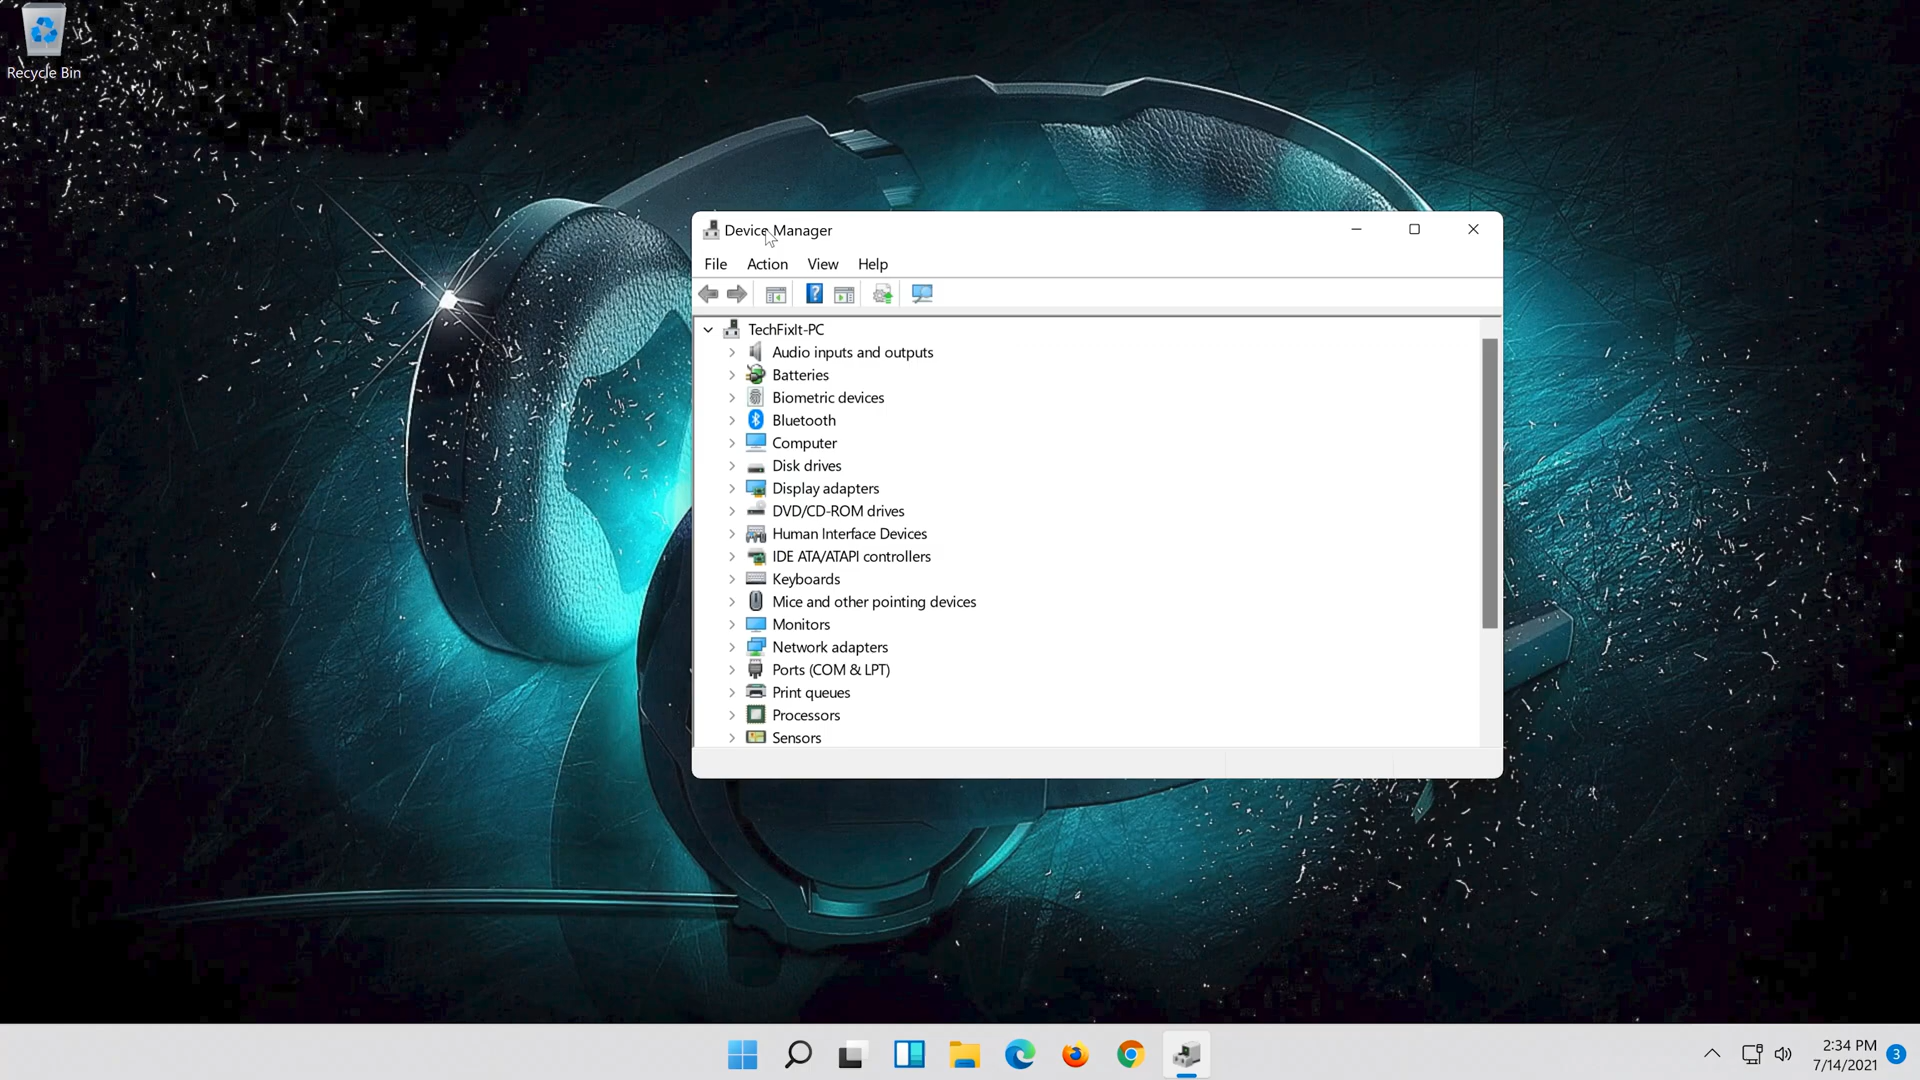 Recycle Bin
Device Manager
File Action View Help
TechFixIt-PC
Audio inputs and outputs
Batteries
Biometric devices
Bluetooth
Computer
Disk drives
Display adapters
DVD/CD-ROM drives
Human Interface Devices
IDE ATA/ATAPI controllers
Keyboards
Mice and other pointing devices
Monitors
Network adapters
Ports (COM & LPT)
Print queues
Processors
Sensors
2:34 PM
7/14/2021
3